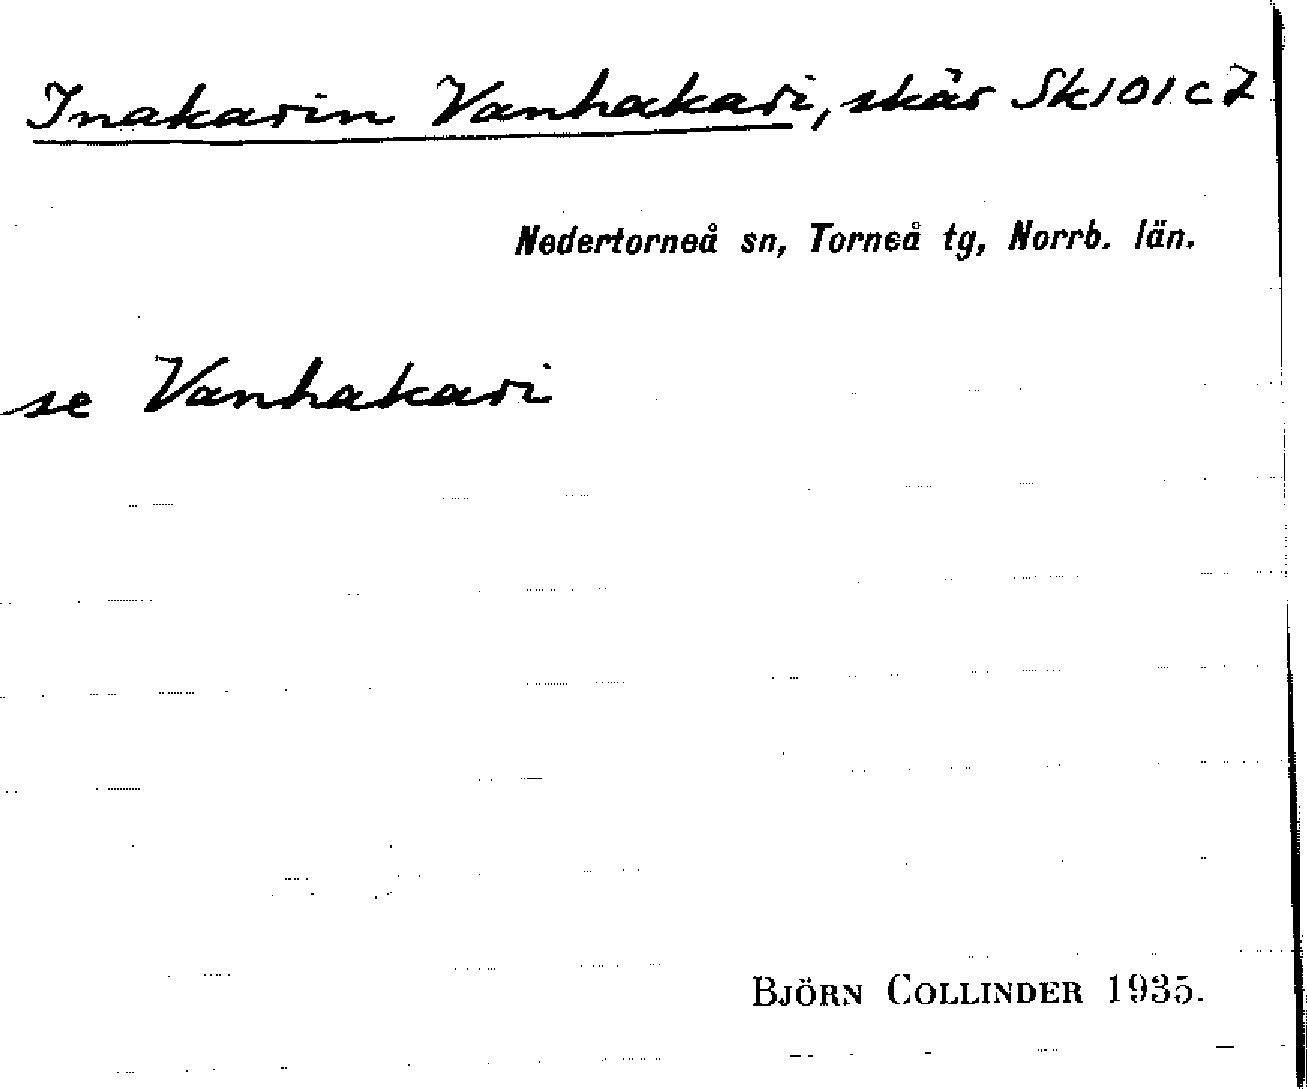 Inakarin Vanhakari, skär Sk101c7
Nedertorneå sn, Torneå tg, Norrb. län.
se Vanhakari
BJÖRN COLLINDER 1935.